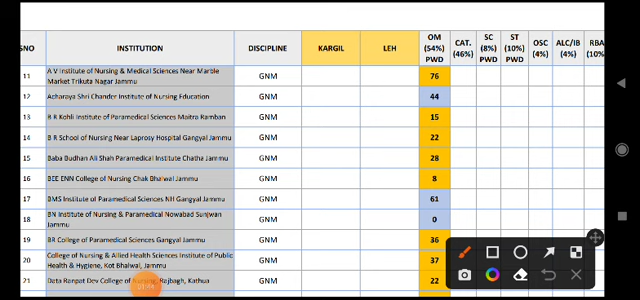 SNO INSTITUTION DISCIPLINE KARGIL LEH OM (54%) PWD CAT. (46%) SC (8%) PWD ST (10%) PWD OSC (4%) ALC/IB (4%) RBA (10%
11 A V Institute of Nursing & Medical Sciences Near Marble Market Trikuta Nagar Jammu GNM 76
12 Acharaya Shri Chander Institute of Nursing Education GNM 44
13 B R Kohli Institute of Paramedical Sciences Maitra Ramban GNM 15
14 B R School of Nursing Near Laprosy Hospital Gangyal Jammu GNM 22
15 Baba Budhan Ali Shah Paramedical Institute Chatha Jammu GNM 28
16 BEE ENN College of Nursing Chak Bhalwal Jammu GNM 8
17 BMS Institute of Paramedical Sciences NII Gangyal Jammu GNM 61
18 BN Institute of Nursing & Paramedical Nowabad Sunjwan Jammu GNM 0
19 BR College of Paramedical Sciences Gangyal Jammu GNM 36
20 College of Nursing & Allied Health Sciences Institute of Public Health & Hygiene, Kot Bhalwal, Jammu GNM 37
21 Data Ranpat Dev College of Rajbagh, Kathua GNM 22